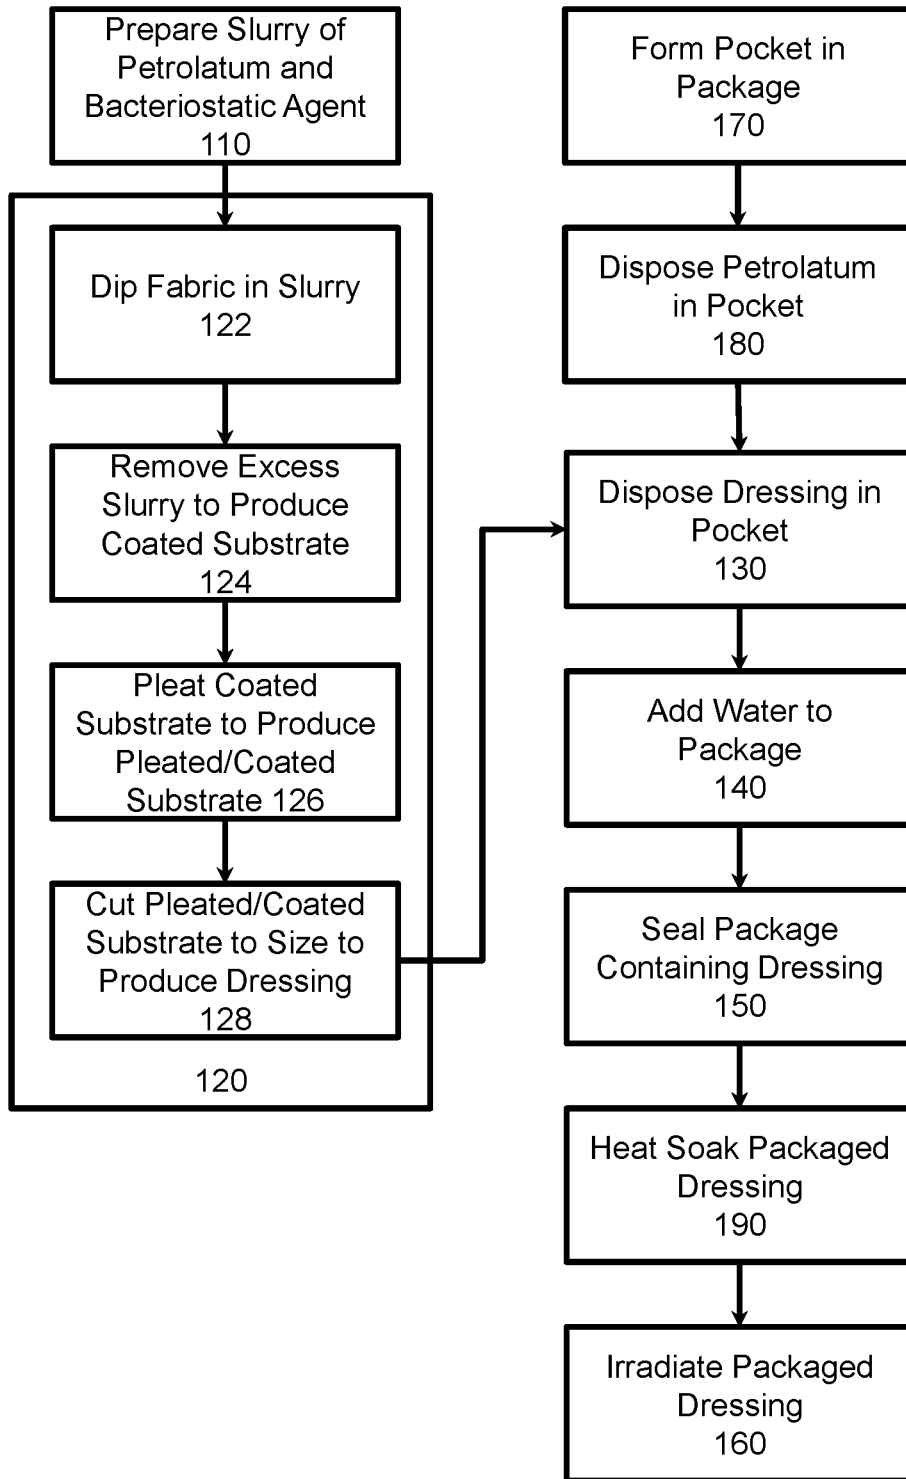 Prepare Slurry of
Petrolatum and
Bacteriostatic Agent
110
Dip Fabric in Slurry
122
Remove Excess
Slurry to Produce
Coated Substrate
124
Pleat Coated
Substrate to Produce
Pleated/Coated
Substrate 126
Cut Pleated/Coated
Substrate to Size to
Produce Dressing
128
120
Form Pocket in
Package
170
Dispose Petrolatum
in Pocket
180
Dispose Dressing in
Pocket
130
Add Water to
Package
140
Seal Package
Containing Dressing
150
Heat Soak Packaged
Dressing
190
Irradiate Packaged
Dressing
160